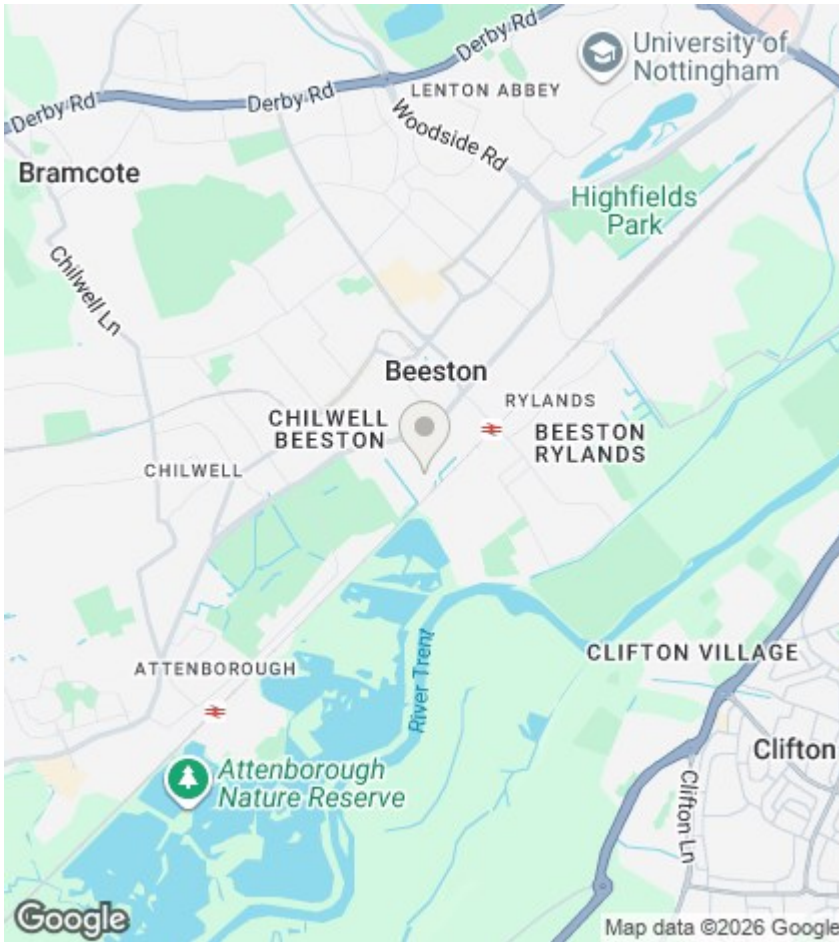 Derby Rd
University of
Nottingham
LENTON ABBEY
Derby Rd
Derby Rd
Woodside Rd
Bramcote
Highfields
Park
Chilwell Ln
Beeston
RYLANDS
CHILWELL
BEESTON
BEESTON
RYLANDS
CHILWELL
River Trent
CLIFTON VILLAGE
ATTENBOROUGH
Clifton
Attenborough
Nature Reserve
Clifton Ln
Google
Map data ©2026 Google